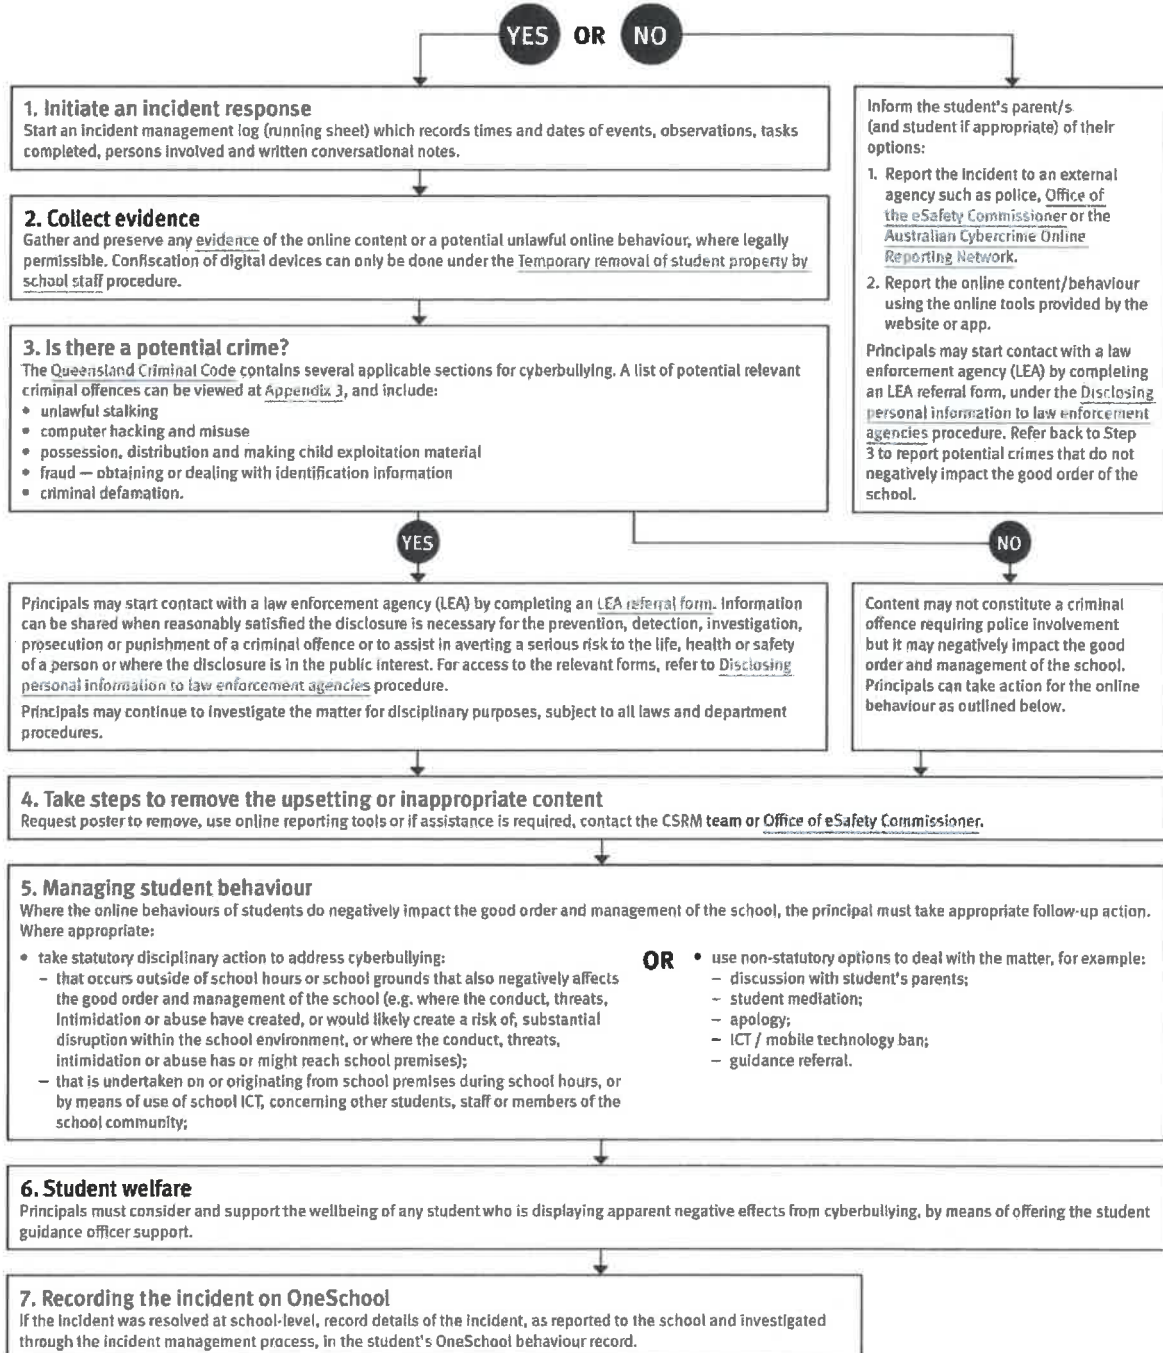 YES OR NO
1. Initiate an incident response
Start an incident management log (running sheet) which records times and dates of events, observations, tasks
completed, persons involved and written conversational notes.
2. Collect evidence
Gather and preserve any evidence of the online content or a potential unlawful online behaviour, where legally
permissible. Confiscation of digital devices can only be done under the Temporary removal of student property by
school staff procedure.
3. Is there a potential crime?
The Queensland Criminal Code contains several applicable sections for cyberbullying. A list of potential relevant
criminal offences can be viewed at Appendix 3, and include:
• unlawful stalking
• computer hacking and misuse
• possession, distribution and making child exploitation material
• fraud — obtaining or dealing with identification information
• criminal defamation.
Inform the student's parent/s
(and student if appropriate) of their
options:
1. Report the incident to an external
agency such as police, Office of
the eSafety Commissioner or the
Australian Cybercrime Online
Reporting Network.
2. Report the online content/behaviour
using the online tools provided by the
website or app.
Principals may start contact with a law
enforcement agency (LEA) by completing
an LEA referral form, under the Disclosing
personal information to law enforcement
agencies procedure. Refer back to Step
3 to report potential crimes that do not
negatively impact the good order of the
school.
YES
NO
Principals may start contact with a law enforcement agency (LEA) by completing an LEA referral form. Information
can be shared when reasonably satisfied the disclosure is necessary for the prevention, detection, investigation,
prosecution or punishment of a criminal offence or to assist in averting a serious risk to the life, health or safety
of a person or where the disclosure is in the public interest. For access to the relevant forms, refer to Disclosing
personal information to law enforcement agencies procedure.
Principals may continue to investigate the matter for disciplinary purposes, subject to all laws and department
procedures.
Content may not constitute a criminal
offence requiring police involvement
but it may negatively impact the good
order and management of the school.
Principals can take action for the online
behaviour as outlined below.
4. Take steps to remove the upsetting or inappropriate content
Request poster to remove, use online reporting tools or if assistance is required, contact the CSRM team or Office of eSafety Commissioner.
5. Managing student behaviour
Where the online behaviours of students do negatively impact the good order and management of the school, the principal must take appropriate follow-up action.
Where appropriate:
• take statutory disciplinary action to address cyberbullying:
– that occurs outside of school hours or school grounds that also negatively affects
the good order and management of the school (e.g. where the conduct, threats,
intimidation or abuse have created, or would likely create a risk of, substantial
disruption within the school environment, or where the conduct, threats,
intimidation or abuse has or might reach school premises);
– that is undertaken on or originating from school premises during school hours, or
by means of use of school ICT, concerning other students, staff or members of the
school community;
OR
• use non-statutory options to deal with the matter, for example:
– discussion with student's parents;
– student mediation;
– apology;
– ICT / mobile technology ban;
– guidance referral.
6. Student welfare
Principals must consider and support the wellbeing of any student who is displaying apparent negative effects from cyberbullying, by means of offering the student
guidance officer support.
7. Recording the incident on OneSchool
If the incident was resolved at school-level, record details of the incident, as reported to the school and investigated
through the incident management process, in the student's OneSchool behaviour record.